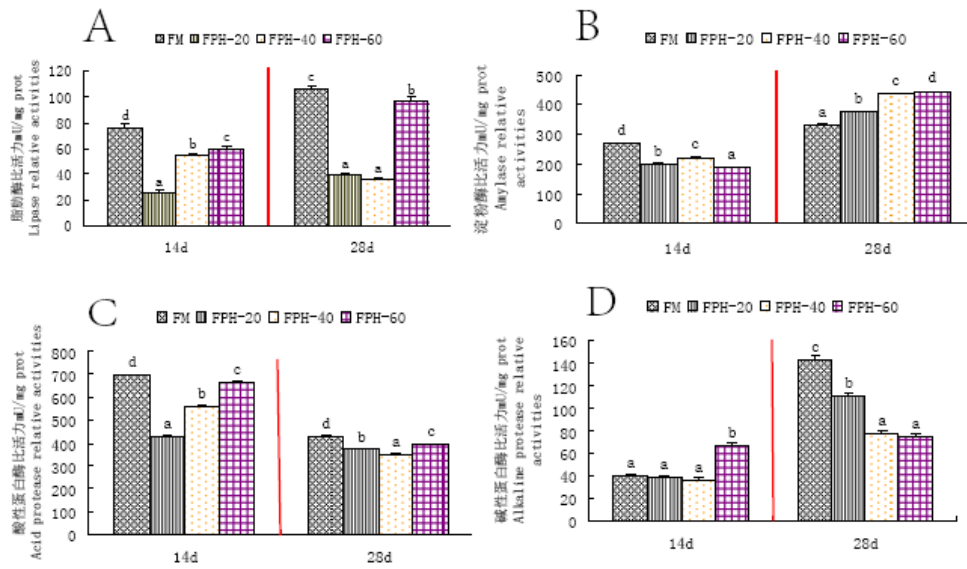 A
FM FPH-20 FPH-40 FPH-60
脂肪酶比活力mU/mg prot
Lipase relative activities
120
100
80
60
40
20
0
d
a
b
c
c
a
a
b
14d
28d
B
FM FPH-20 FPH-40 FPH-60
淀粉酶比活力mU/mg prot
Amylase relative
activities
500
400
300
200
100
0
d
b
c
a
a
b
c
d
14d
28d
C
FM FPH-20 FPH-40 FPH-60
酸性蛋白酶比活力mU/mg prot
Acid protease relative activities
800
700
600
500
400
300
200
100
0
d
a
b
c
d
b
a
c
14d
28d
D
FM FPH-20 FPH-40 FPH-60
碱性蛋白酶比活力mU/mg prot
Alkaline protease relative
activities
160
140
120
100
80
60
40
20
0
a
a
a
b
c
b
a
a
14d
28d